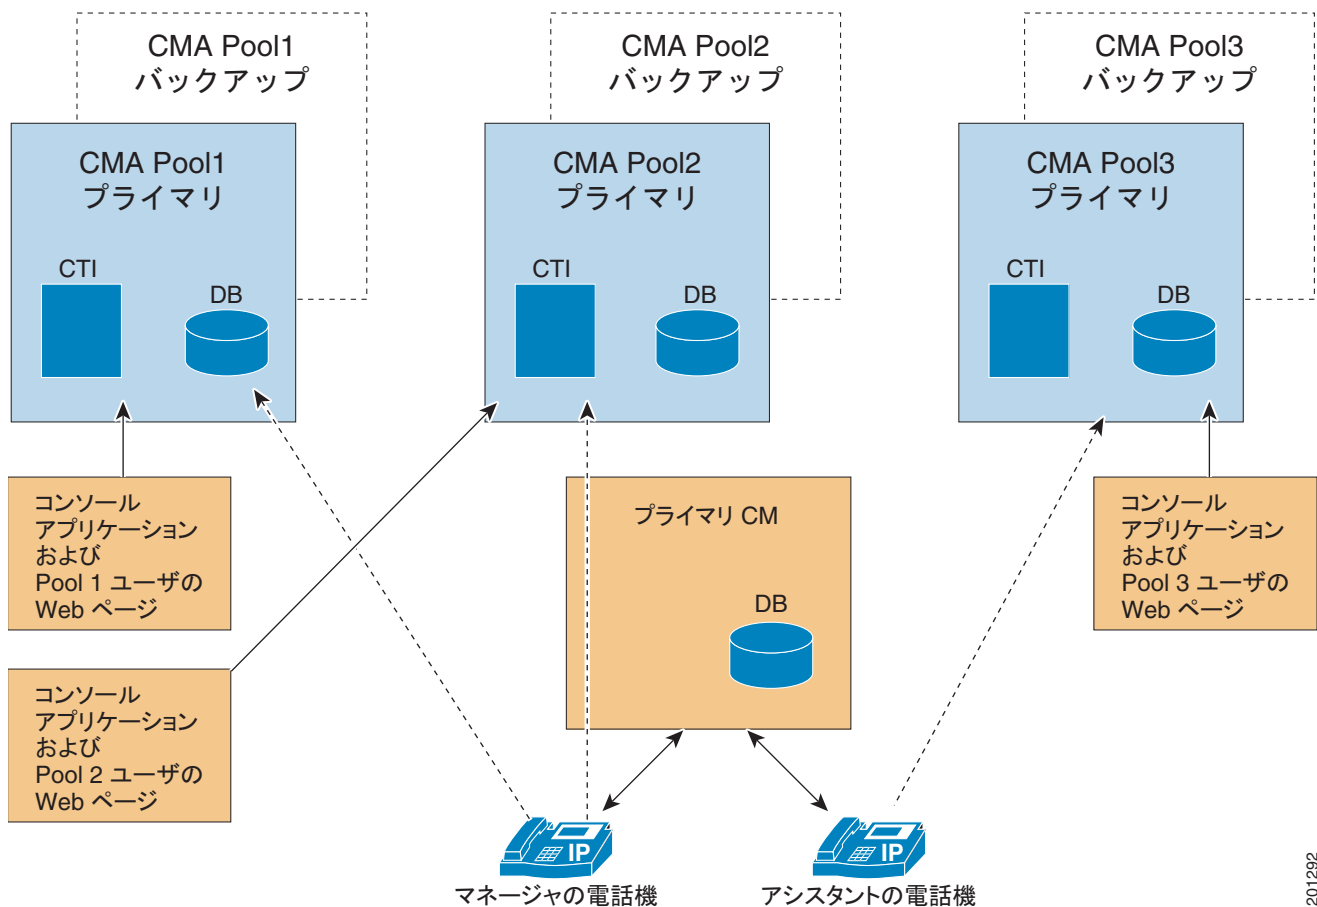 CMA Pool1
バックアップ
CMA Pool2
バックアップ
CMA Pool3
バックアップ
CMA Pool1
プライマリ
CTI
DB
CMA Pool2
プライマリ
CTI
DB
CMA Pool3
プライマリ
CTI
DB
コンソール
アプリケーション
および
Pool 1 ユーザの
Web ページ
プライマリ CM
DB
コンソール
アプリケーション
および
Pool 3 ユーザの
Web ページ
コンソール
アプリケーション
および
Pool 2 ユーザの
Web ページ
IP
マネージャの電話機
IP
アシスタントの電話機
201292